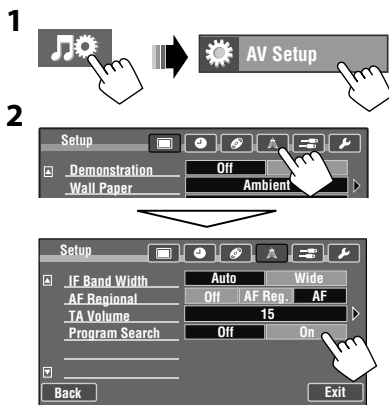 1
AV Setup
2
Setup
Demonstration Off
Wall Paper Ambient
Setup
IF Band Width Auto Wide
AF Regional Off AF Reg. AF
TA Volume 15
Program Search Off On
Back Exit